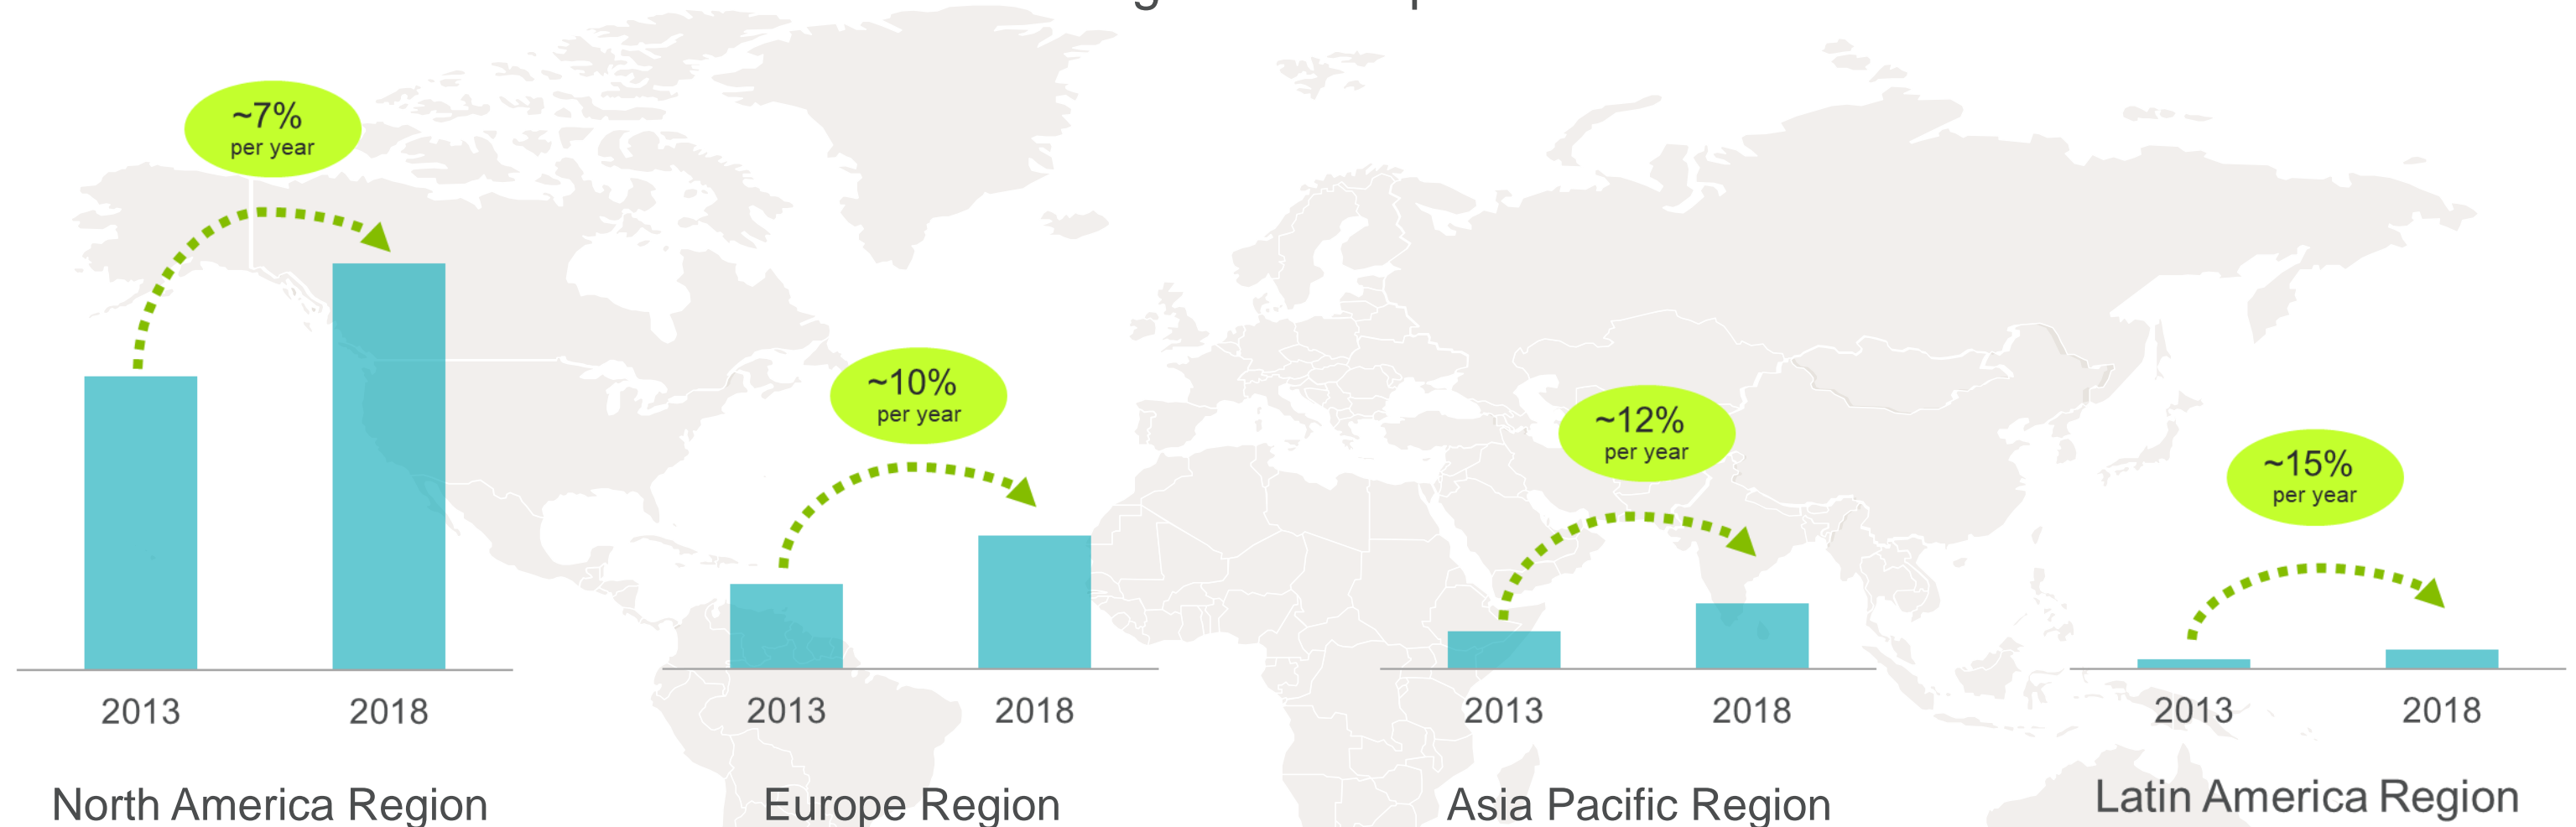 ~7%
per year
~10%
per year
~12%
per year
~15%
per year
2013 2018
2013 2018
2013 2018
2013 2018
North America Region
Europe Region
Asia Pacific Region
Latin America Region